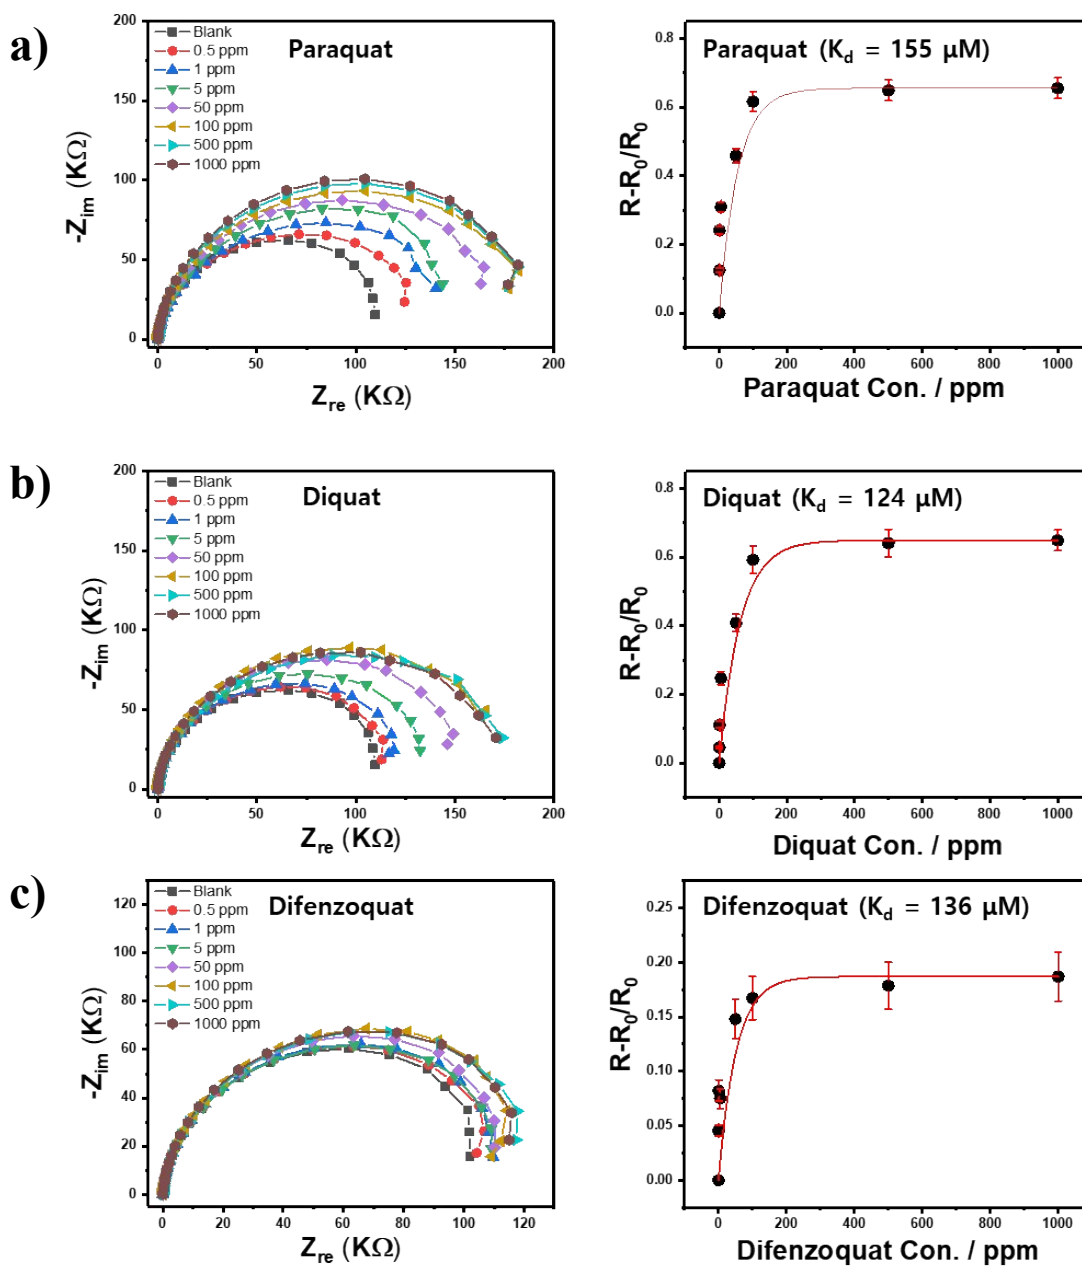 a)
Paraquat
Blank
0.5 ppm
1 ppm
5 ppm
50 ppm
100 ppm
500 ppm
1000 ppm
200
150
100
50
0
-Zim (KΩ)
0 50 100 150 200
Zre (KΩ)
Paraquat (Kd = 155 μM)
0.8
0.6
0.4
0.2
0.0
R-R0/R0
0 200 400 600 800 1000
Paraquat Con. / ppm
b)
Diquat
Blank
0.5 ppm
1 ppm
5 ppm
50 ppm
100 ppm
500 ppm
1000 ppm
200
150
100
50
0
-Zim (KΩ)
0 50 100 150 200
Zre (KΩ)
Diquat (Kd = 124 μM)
0.8
0.6
0.4
0.2
0.0
R-R0/R0
0 200 400 600 800 1000
Diquat Con. / ppm
c)
Difenzoquat
Blank
0.5 ppm
1 ppm
5 ppm
50 ppm
100 ppm
500 ppm
1000 ppm
120
100
80
60
40
20
0
-Zim (KΩ)
0 20 40 60 80 100 120
Zre (KΩ)
Difenzoquat (Kd = 136 μM)
0.25
0.20
0.15
0.10
0.05
0.00
R-R0/R0
0 200 400 600 800 1000
Difenzoquat Con. / ppm